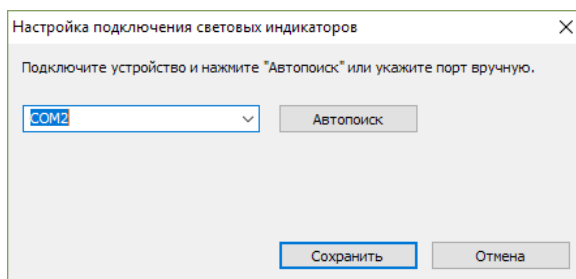 Настройка подключения световых индикаторов
Подключите устройство и нажмите "Автопоиск" или укажите порт вручную.
COM2
Автопоиск
Сохранить
Отмена